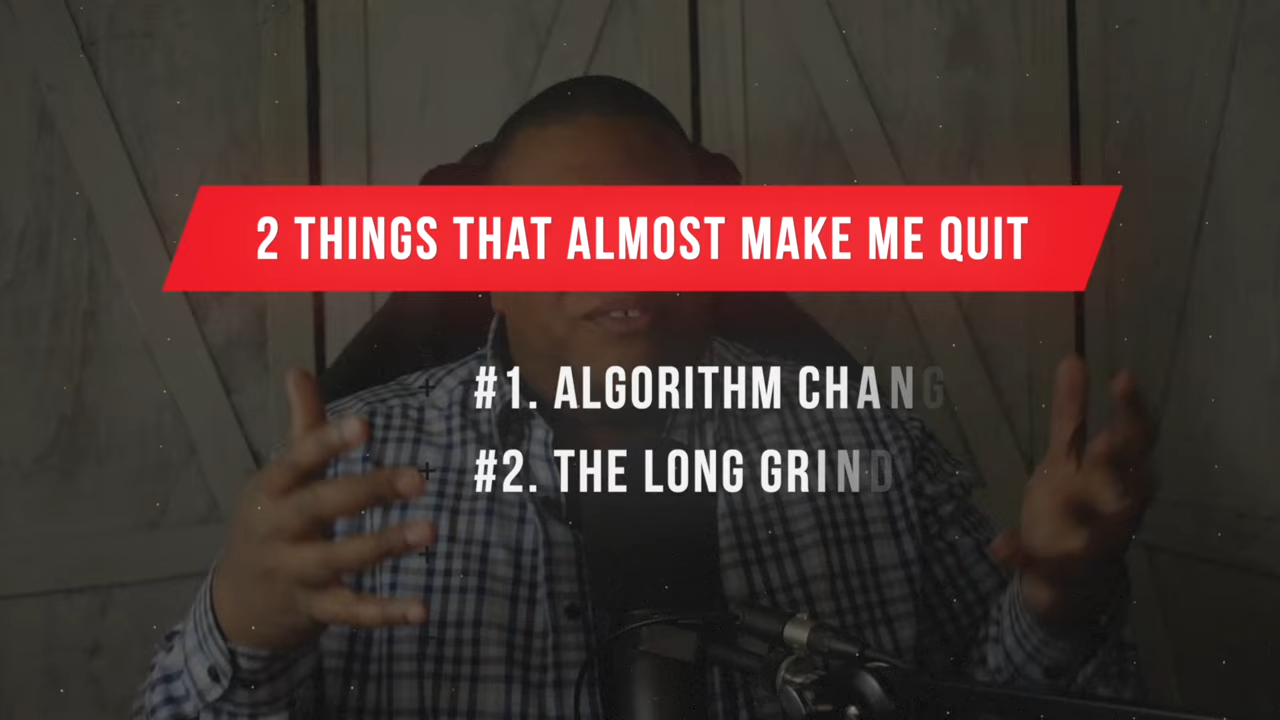 2 THINGS THAT ALMOST MAKE ME QUIT
#1. ALGORITHM CHANG
#2. THE LONG GRIND